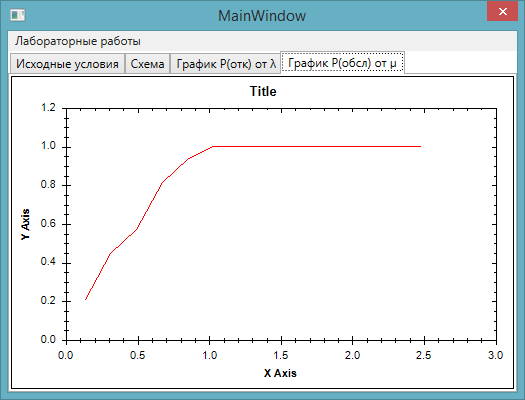 MainWindow
Лабораторные работы
Исходные условия Схема График P(отк) от λ График P(обсл) от μ
Title
1.2
1.0
0.8
0.6
0.4
0.2
0.0
Y Axis
0.0 0.5 1.0 1.5 2.0 2.5 3.0
X Axis